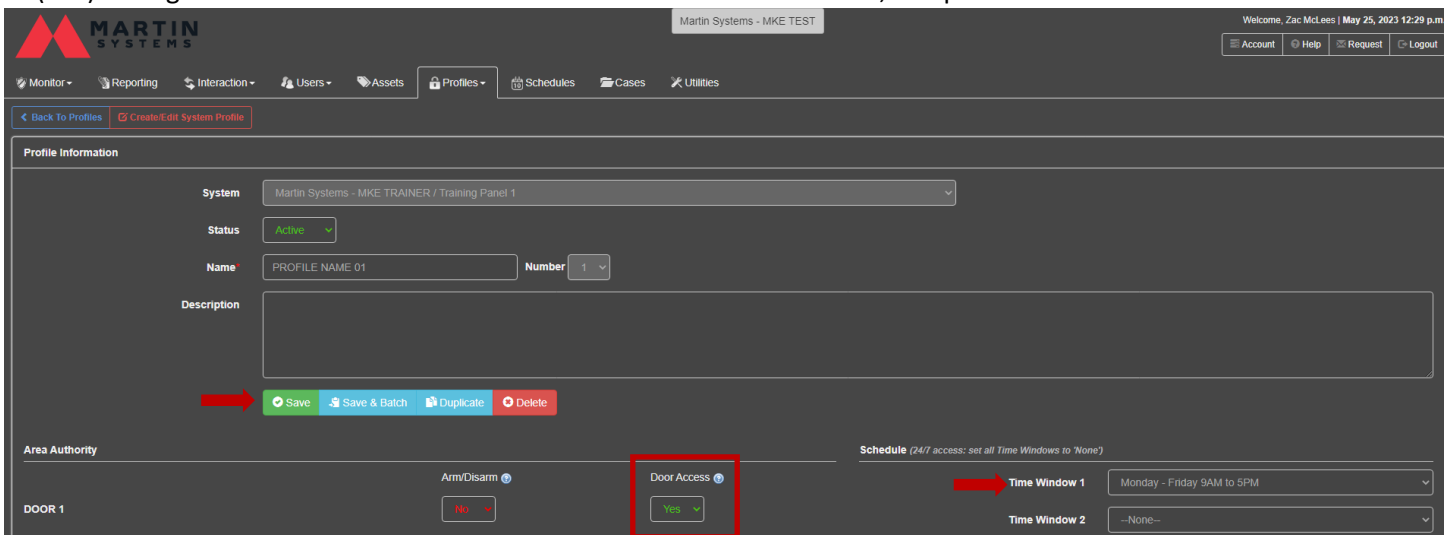 MARTIN
SYSTEMS
Martin Systems - MKE TEST
Welcome, Zac McLees | May 25, 2023 12:29 p.m.
Account Help Request Logout
Monitor Reporting Interaction Users Assets Profiles Schedules Cases Utilities
Back To Profiles Create/Edit System Profile
Profile Information
System Martin Systems - MKE TRAINER / Training Panel 1
Status Active
Name* PROFILE NAME 01 Number 1
Description
Save Save & Batch Duplicate Delete
Area Authority
Schedule (24/7 access: set all Time Windows to 'None')
Arm/Disarm Door Access
Time Window 1 Monday - Friday 9AM to 5PM
DOOR 1 No Yes
Time Window 2 --None--